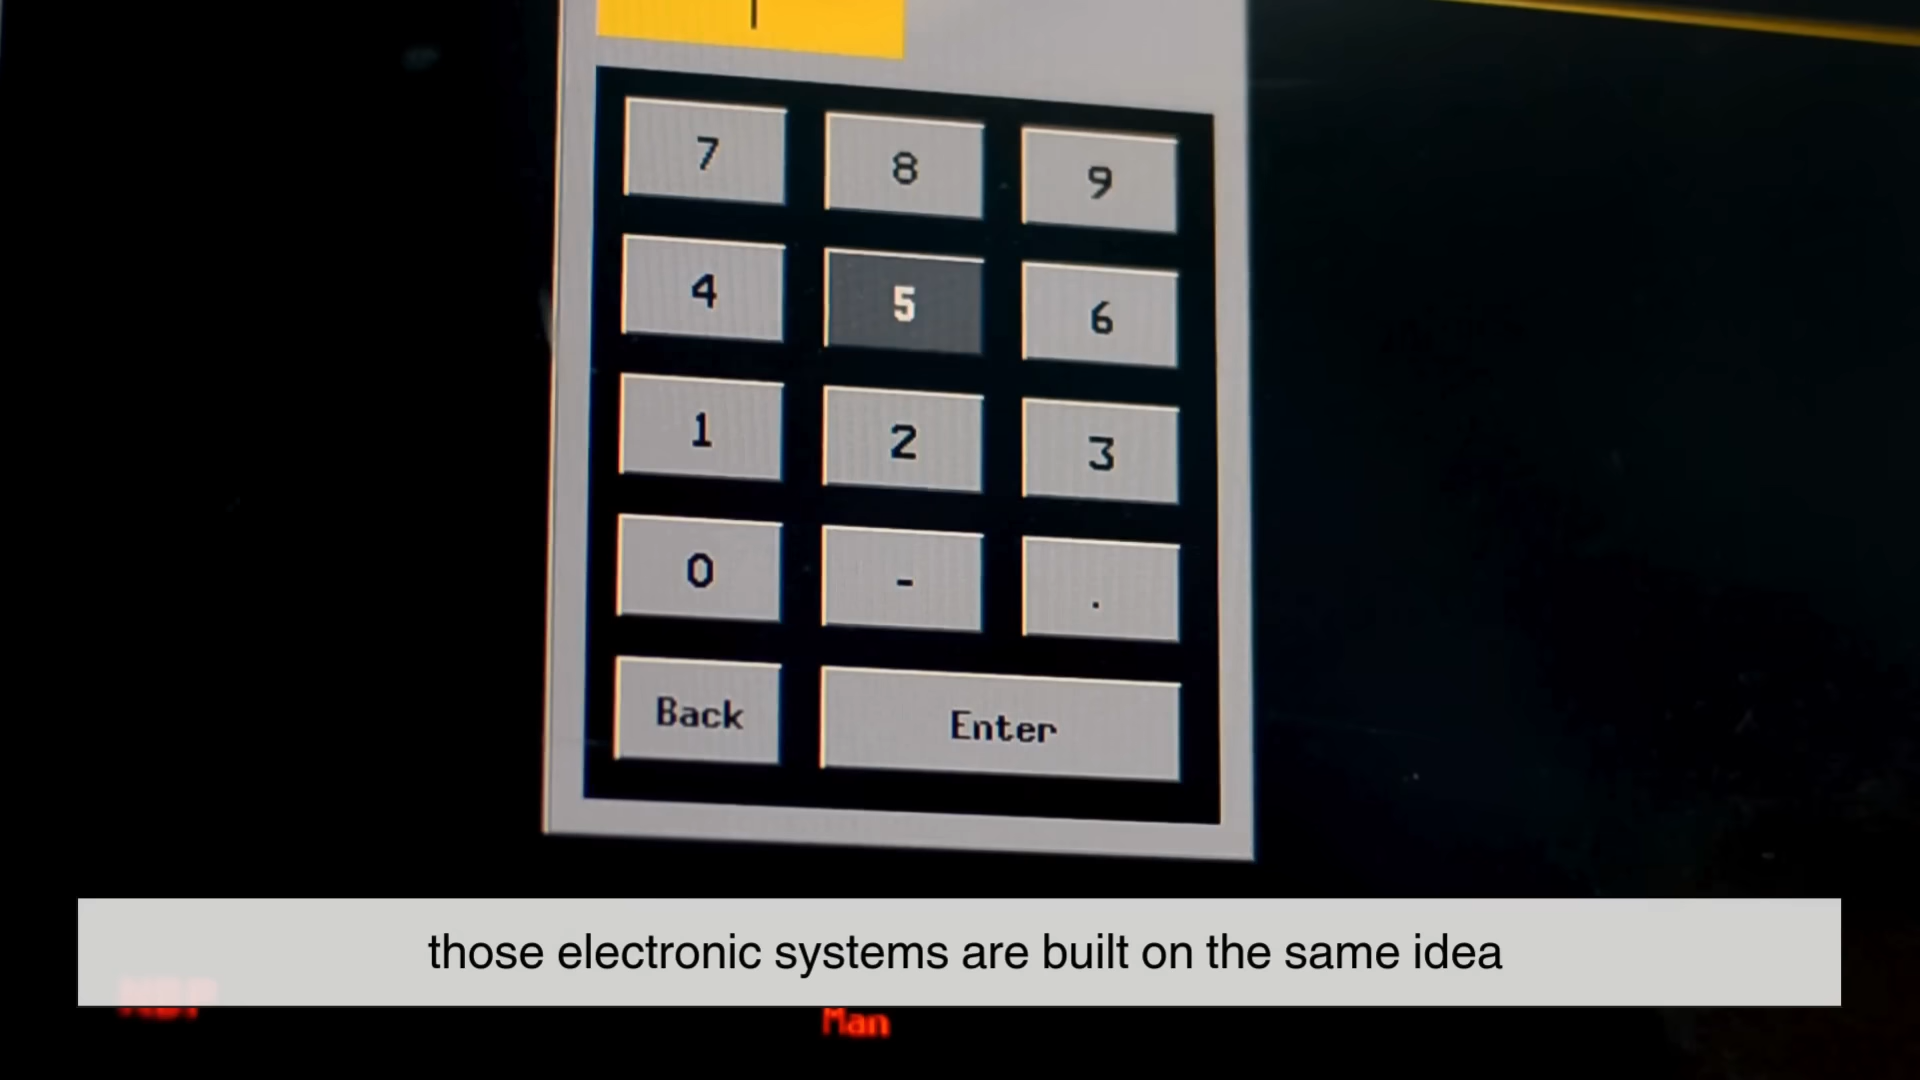 7 8 9
4 5 6
1 2 3
0 - .
Back Enter
those electronic systems are built on the same idea
NBP
Man